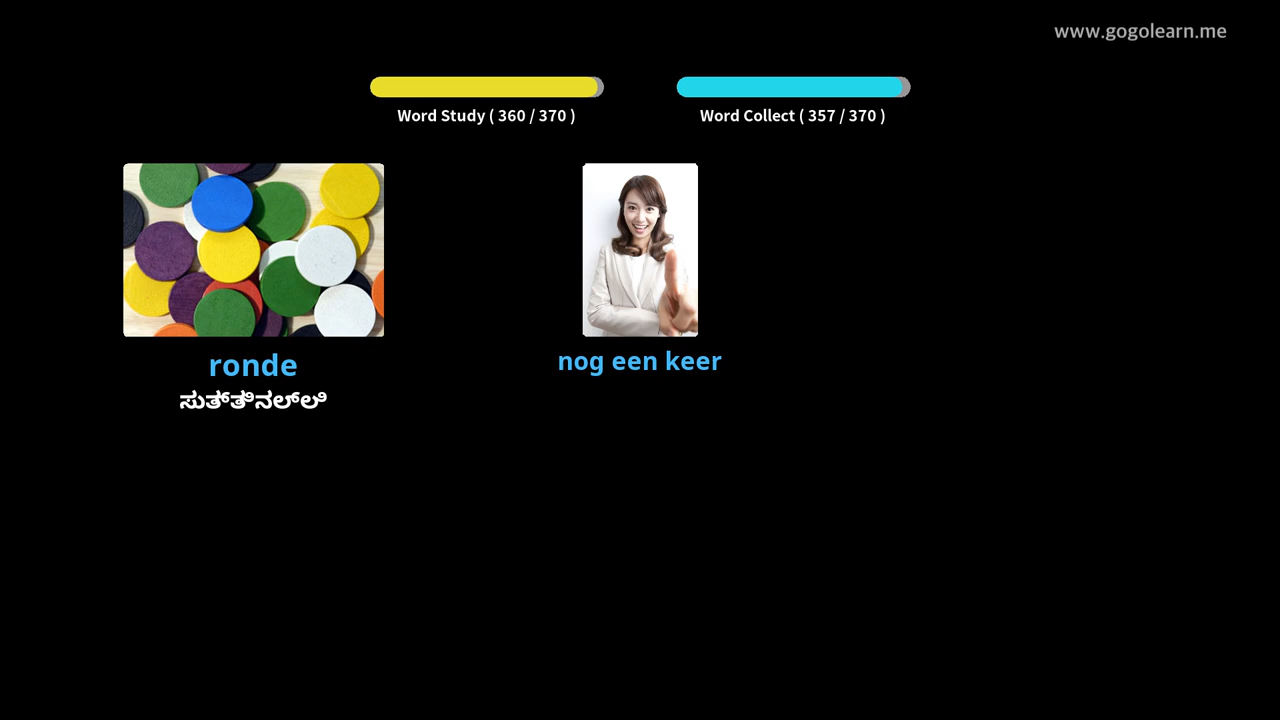 www.gogolearn.me
Word Study ( 360 / 370 )
Word Collect ( 357 / 370 )
ronde
ಸುತ್ತಿನಲ್ಲಿ
nog een keer